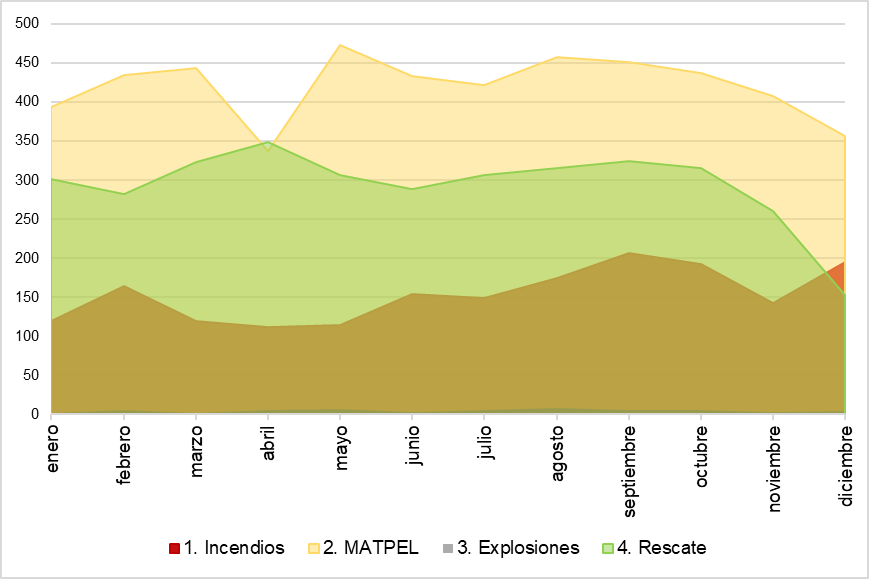 500
450
400
350
300
250
200
150
100
50
0
enero
febrero
marzo
abril
mayo
junio
julio
agosto
septiembre
octubre
noviembre
diciembre
1. Incendios 2. MATPEL 3. Explosiones 4. Rescate